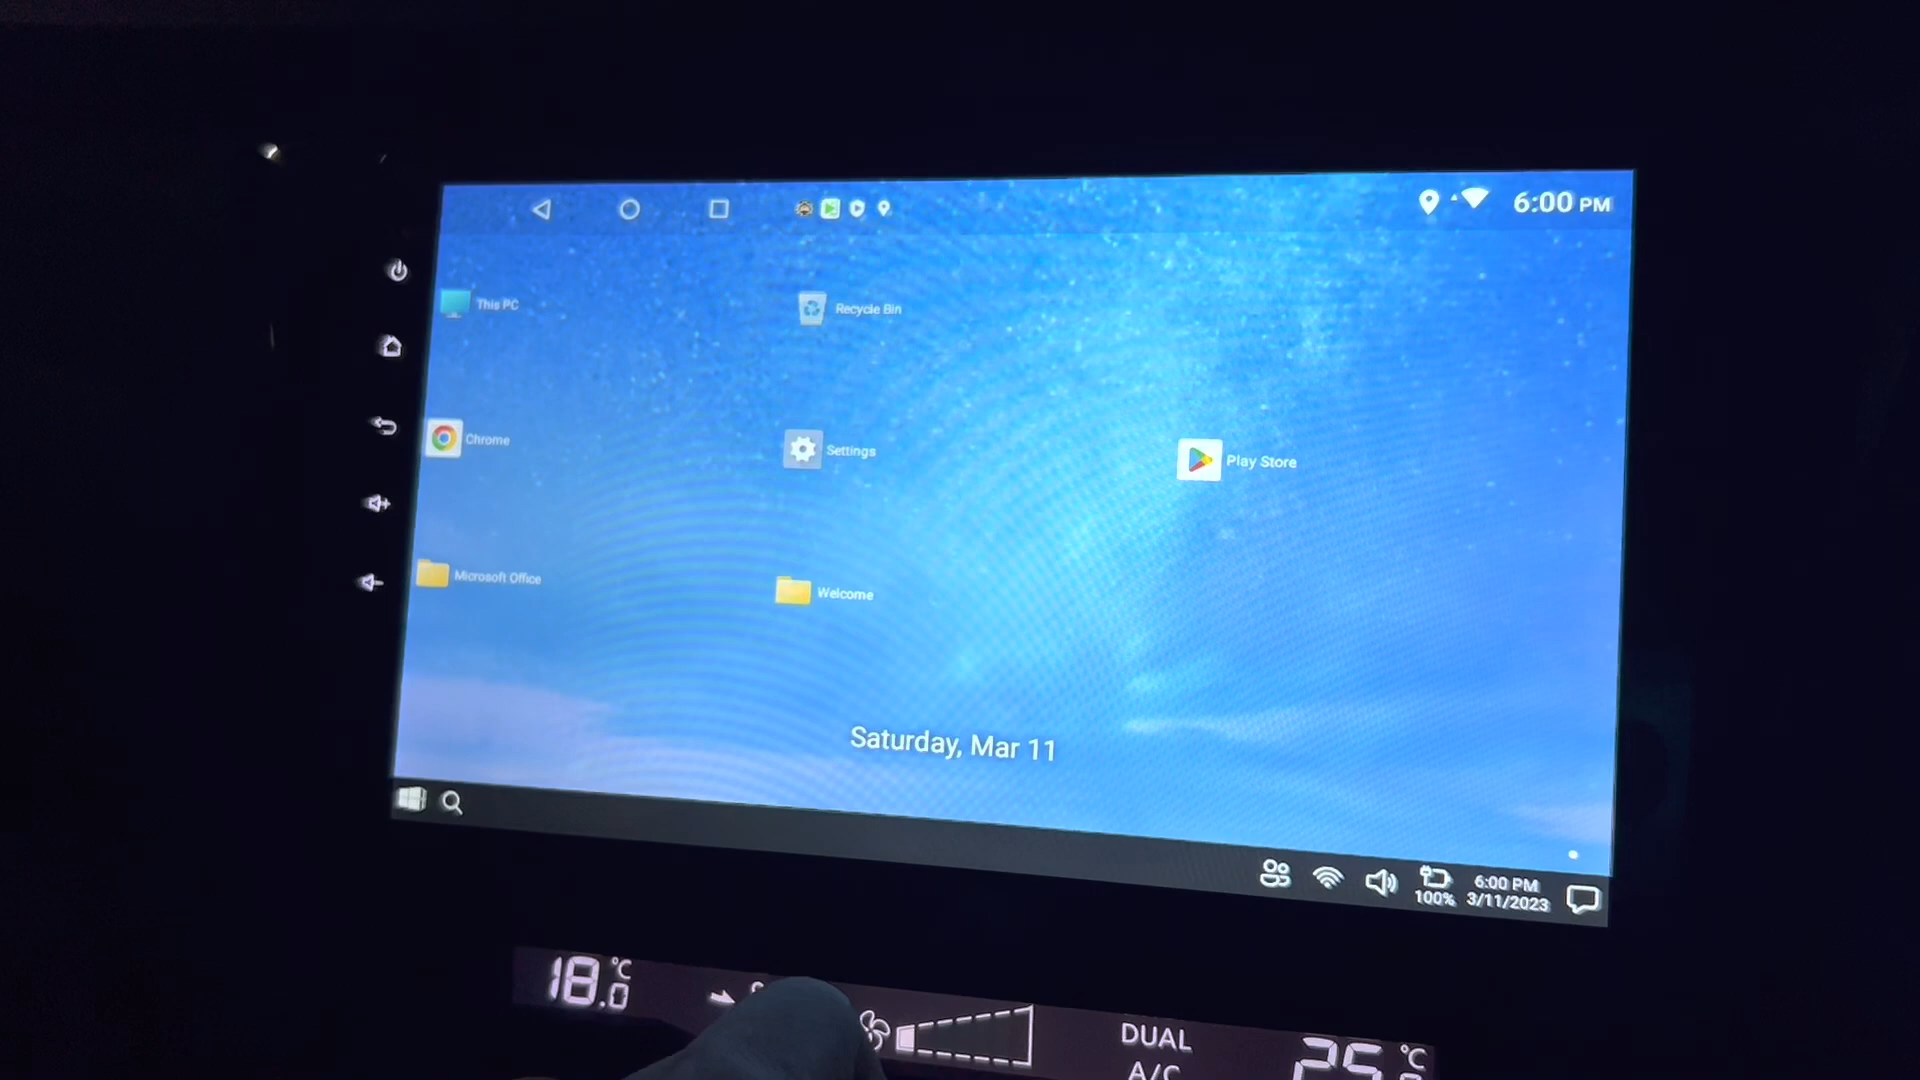 6:00 PM
This PC
Recycle Bin
Chrome
Settings
Play Store
Microsoft Office
Welcome
Saturday, Mar 11
100%
6:00 PM
3/11/2023
18.0 °C
DUAL
A/C
25 °C